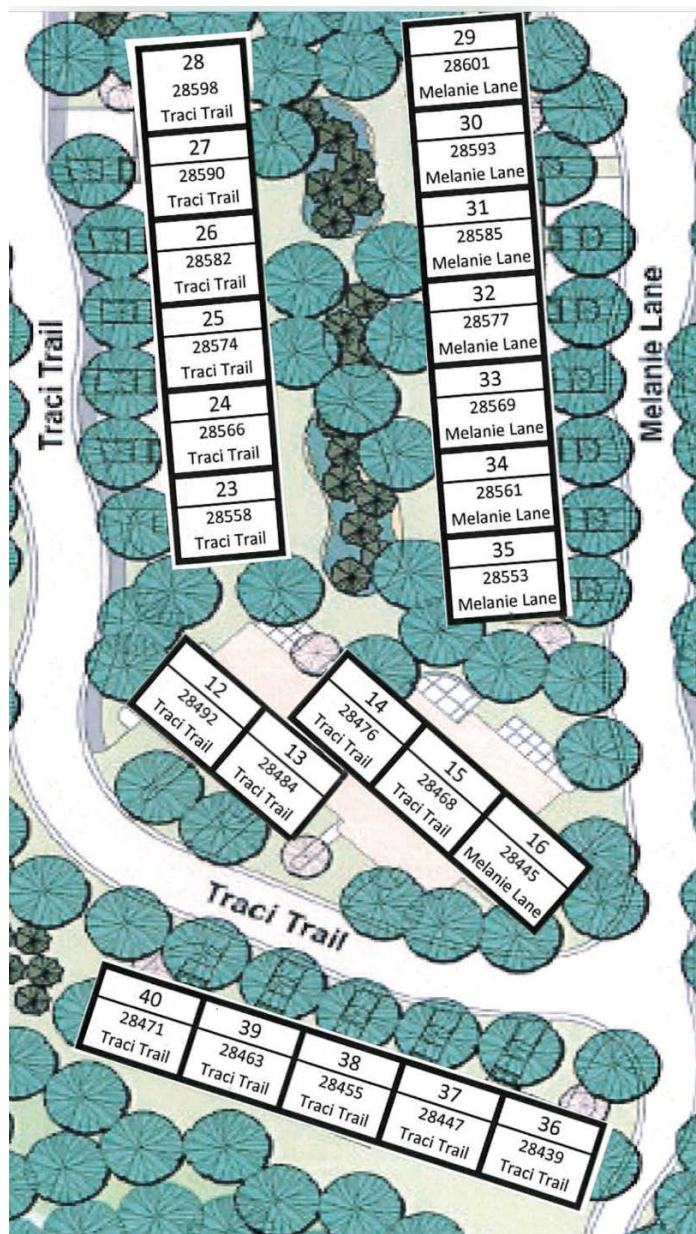 28
28598
Traci Trail
27
28590
Traci Trail
26
28582
Traci Trail
25
28574
Traci Trail
24
28566
Traci Trail
23
28558
Traci Trail
29
28601
Melanie Lane
30
28593
Melanie Lane
31
28585
Melanie Lane
32
28577
Melanie Lane
33
28569
Melanie Lane
34
28561
Melanie Lane
35
28553
Melanie Lane
Traci Trail
Melanie Lane
12
28492
Traci Trail
13
28484
Traci Trail
14
28476
Traci Trail
15
28468
Traci Trail
16
28445
Melanie Lane
Traci Trail
40
28471
Traci Trail
39
28463
Traci Trail
38
28455
Traci Trail
37
28447
Traci Trail
36
28439
Traci Trail